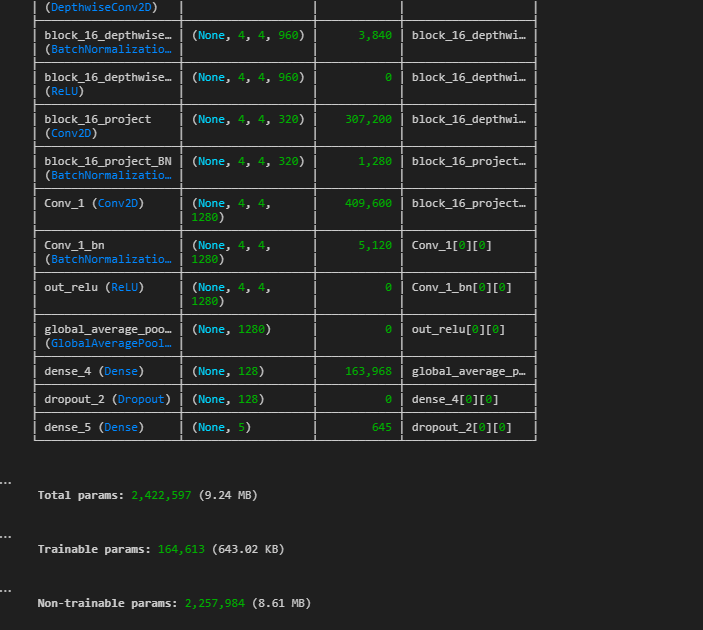 (DepthwiseConv2D)
block_16_depthwise… (None, 4, 4, 960) 3,840 block_16_depthwi…
(BatchNormalizatio…
block_16_depthwise… (None, 4, 4, 960) 0 block_16_depthwi…
(ReLU)
block_16_project (None, 4, 4, 320) 307,200 block_16_depthwi…
(Conv2D)
block_16_project_BN (None, 4, 4, 320) 1,280 block_16_project…
(BatchNormalizatio…
Conv_1 (Conv2D) (None, 4, 4, 409,600 block_16_project…
1280)
Conv_1_bn (None, 4, 4, 5,120 Conv_1[0][0]
(BatchNormalizatio… 1280)
out_relu (ReLU) (None, 4, 4, 0 Conv_1_bn[0][0]
1280)
global_average_poo… (None, 1280) 0 out_relu[0][0]
(GlobalAveragePool…
dense_4 (Dense) (None, 128) 163,968 global_average_p…
dropout_2 (Dropout) (None, 128) 0 dense_4[0][0]
dense_5 (Dense) (None, 5) 645 dropout_2[0][0]
...
Total params: 2,422,597 (9.24 MB)
...
Trainable params: 164,613 (643.02 KB)
...
Non-trainable params: 2,257,984 (8.61 MB)